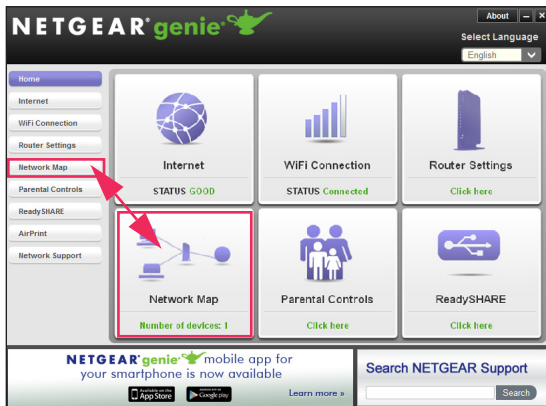 NETGEAR® genie®
About
Select Language
English
Home
Internet
WiFi Connection
Router Settings
Network Map
Parental Controls
ReadySHARE
AirPrint
Network Support
Internet
STATUS GOOD
WiFi Connection
STATUS Connected
Router Settings
Click here
Network Map
Number of devices: 1
Parental Controls
Click here
ReadySHARE
Click here
NETGEAR® genie® mobile app for
your smartphone is now available
Available on the
App Store
ANDROID APP ON
Google play
Learn more »
Search NETGEAR Support
Search